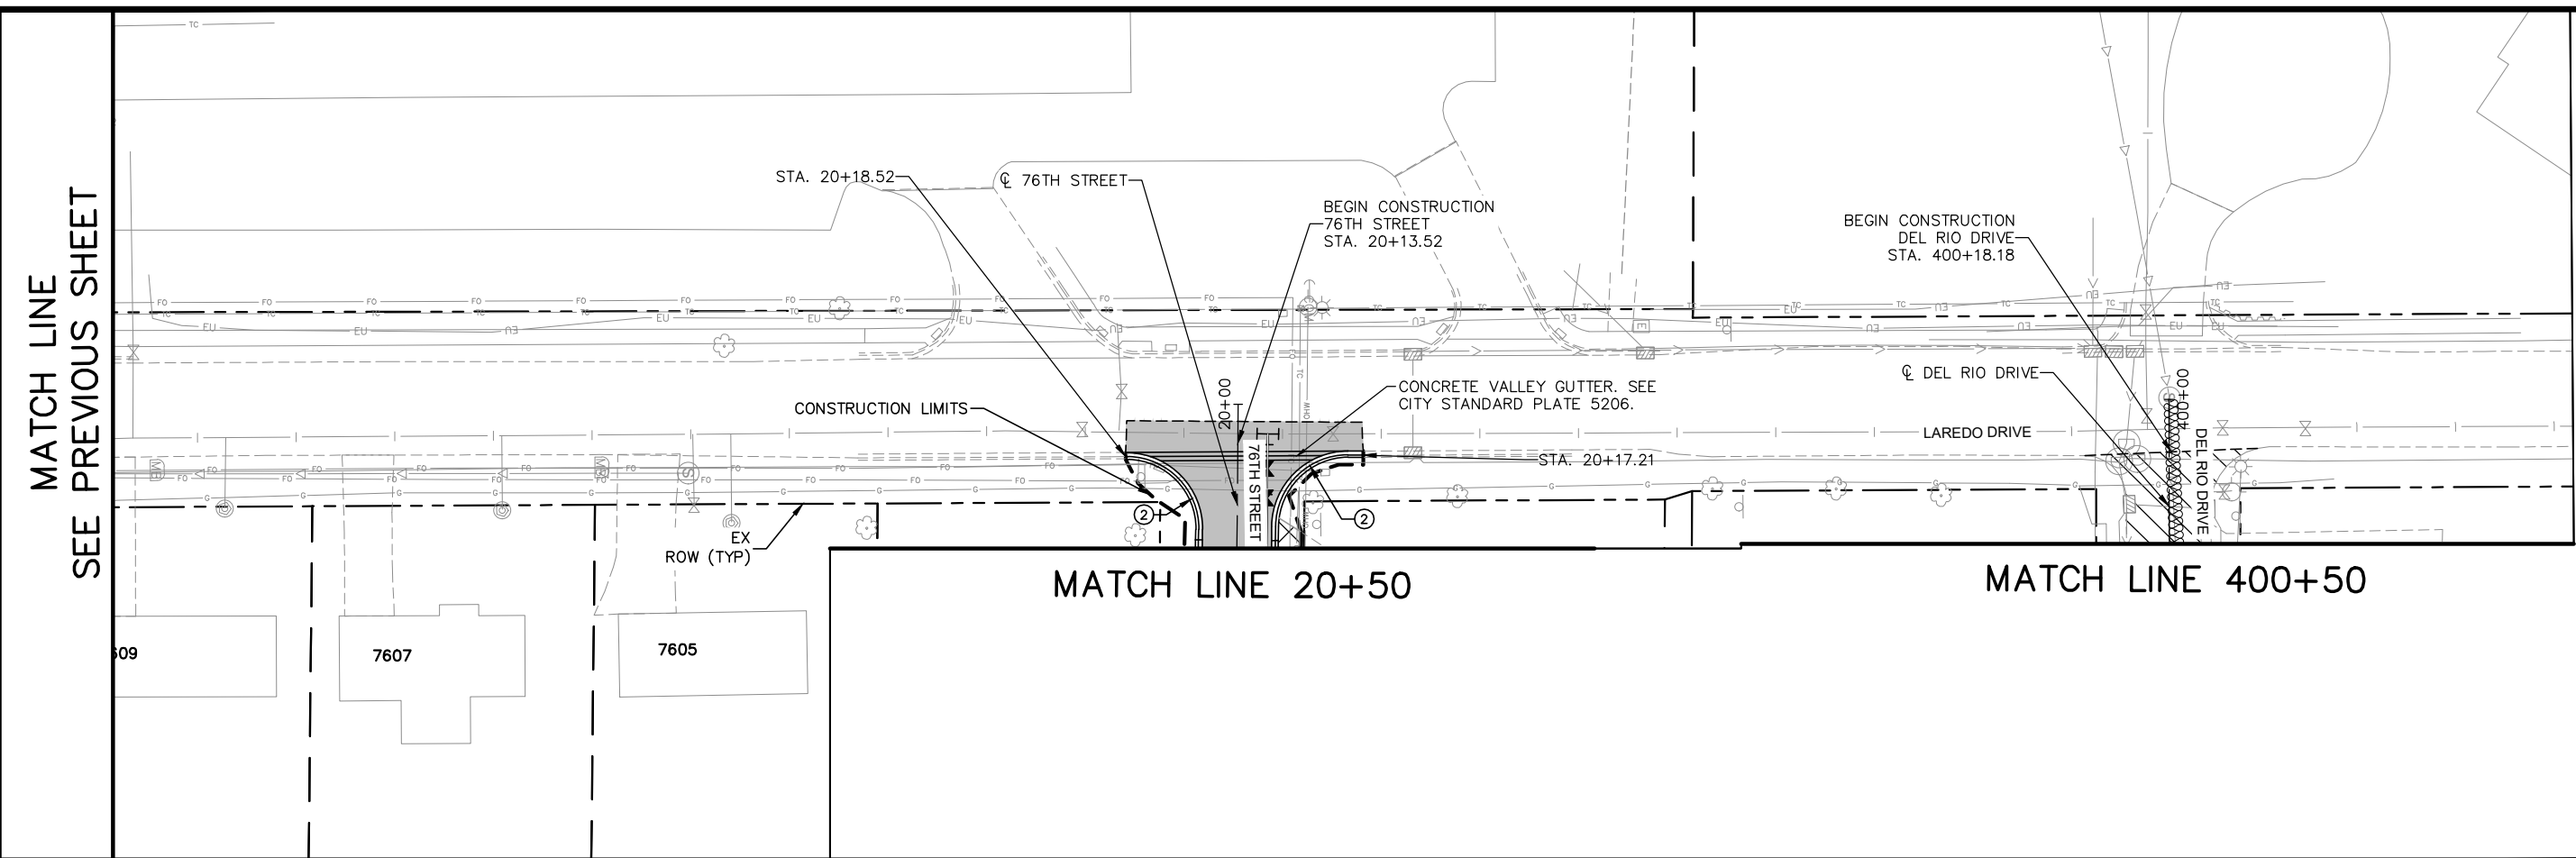 MATCH LINE
SEE PREVIOUS SHEET
STA. 20+18.52
℄ 76TH STREET
BEGIN CONSTRUCTION
76TH STREET
STA. 20+13.52
BEGIN CONSTRUCTION
DEL RIO DRIVE
STA. 400+18.18
℄ DEL RIO DRIVE
CONCRETE VALLEY GUTTER. SEE
CITY STANDARD PLATE 5206.
CONSTRUCTION LIMITS
20+00
400+00
LAREDO DRIVE
76TH STREET
DEL RIO DRIVE
STA. 20+17.21
2
2
EX
ROW (TYP)
MATCH LINE 20+50
MATCH LINE 400+50
7607
7605